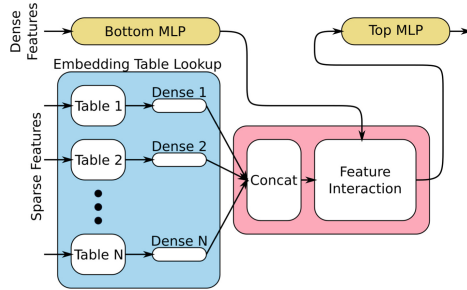 Dense
Features
Bottom MLP
Top MLP
Embedding Table Lookup
Sparse Features
Table 1
Dense 1
Table 2
Dense 2
Concat
Feature
Interaction
Table N
Dense N